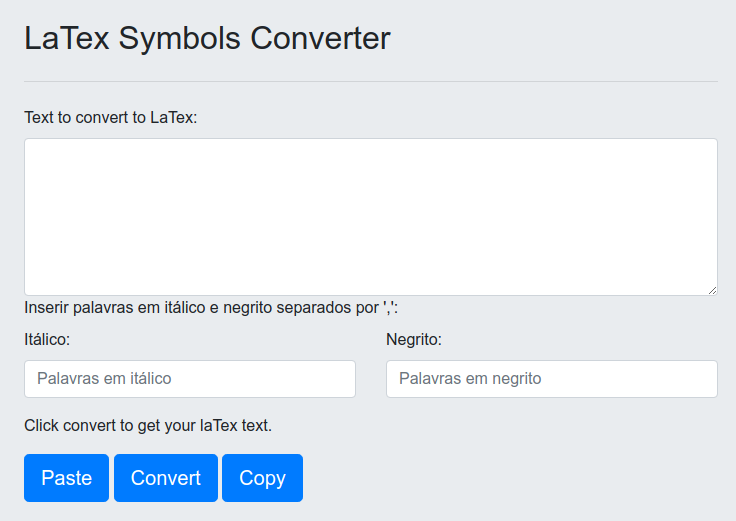 LaTex Symbols Converter
Text to convert to LaTex:
Inserir palavras em itálico e negrito separados por ',':
Itálico:
Negrito:
Palavras em itálico
Palavras em negrito
Click convert to get your laTex text.
Paste
Convert
Copy